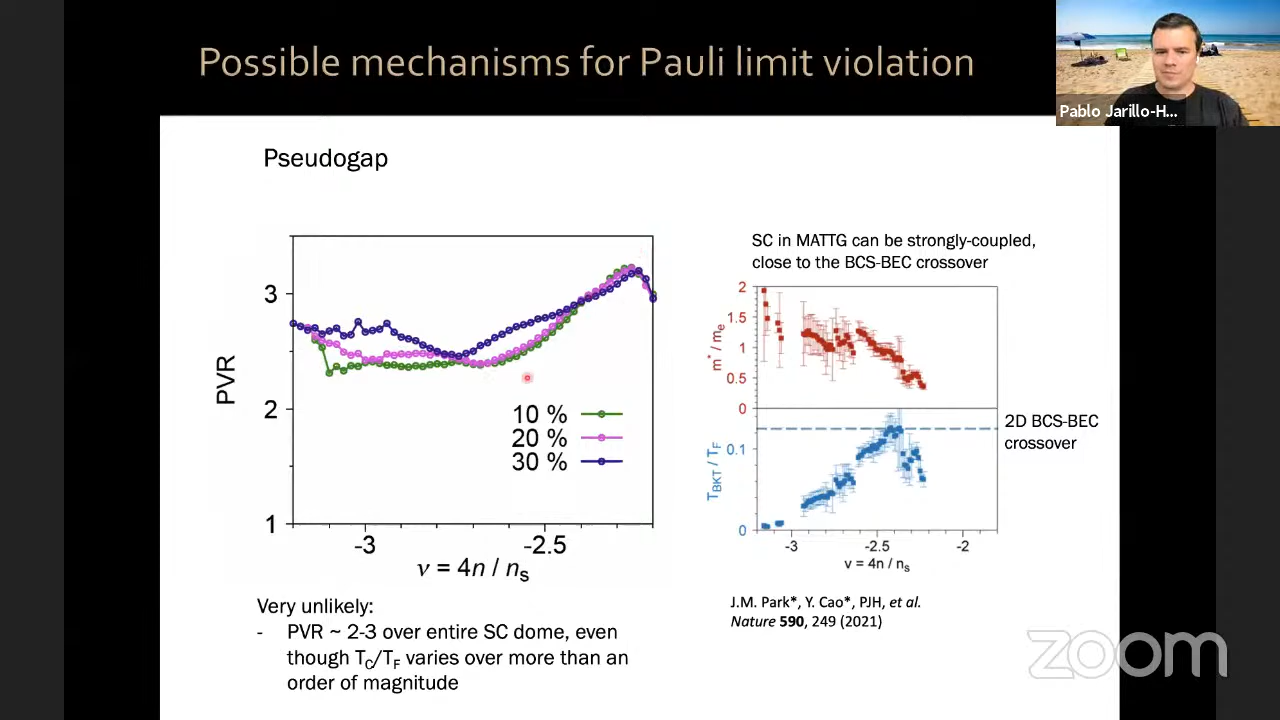 Possible mechanisms for Pauli limit violation
Pablo Jarillo-H...
Pseudogap
PVR
3
2
1
-3
-2.5
10 %
20 %
30 %
ν = 4n / ns
Very unlikely:
- PVR ~ 2-3 over entire SC dome, even
though TC/TF varies over more than an
order of magnitude
SC in MATTG can be strongly-coupled,
close to the BCS-BEC crossover
m* / me
2
1.5
1
0.5
0
TBKT / TF
0.1
0
2D BCS-BEC
crossover
-3
-2.5
-2
ν = 4n / ns
J.M. Park*, Y. Cao*, PJH, et al.
Nature 590, 249 (2021)
zoom